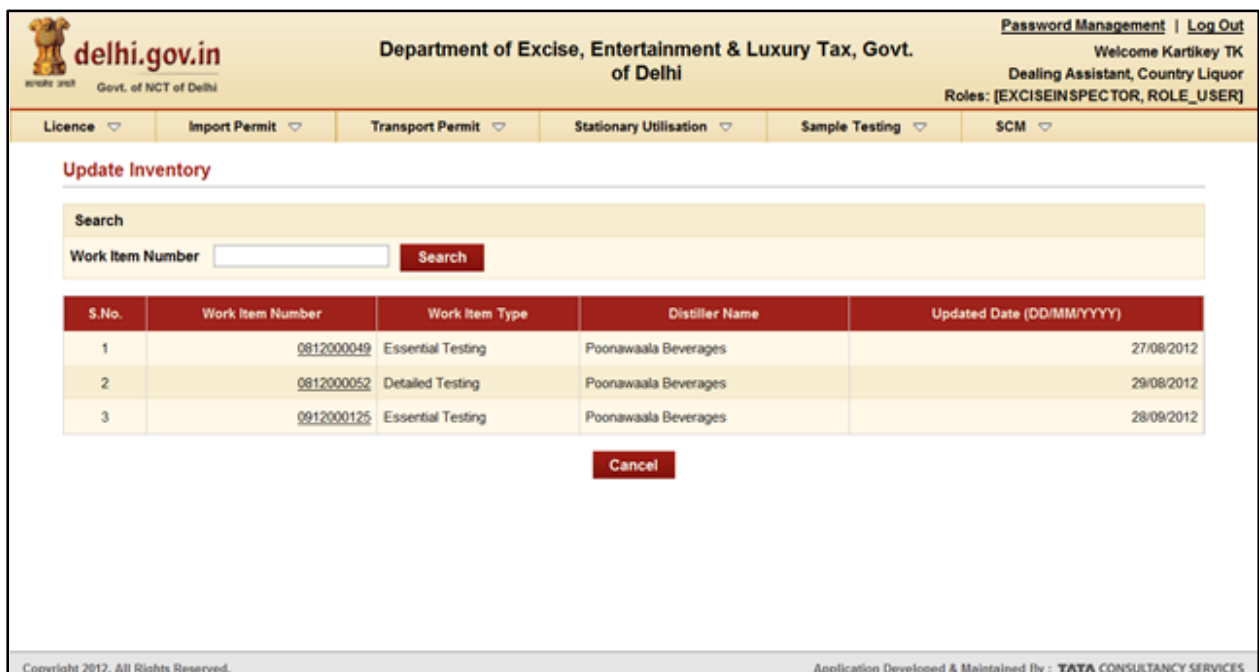 Password Management | Log Out
delhi.gov.in
Govt. of NCT of Delhi
Department of Excise, Entertainment & Luxury Tax, Govt.
of Delhi
Welcome Kartikey TK
Dealing Assistant, Country Liquor
Roles: [EXCISEINSPECTOR, ROLE_USER]
Licence Import Permit Transport Permit Stationary Utilisation Sample Testing SCM
Update Inventory
Search
Work Item Number Search
S.No. Work Item Number Work Item Type Distiller Name Updated Date (DD/MM/YYYY)
1 0812000049 Essential Testing Poonawaala Beverages 27/08/2012
2 0812000052 Detailed Testing Poonawaala Beverages 29/08/2012
3 0912000125 Essential Testing Poonawaala Beverages 28/09/2012
Cancel
Copyright 2012. All Rights Reserved. Application Developed & Maintained By : TATA CONSULTANCY SERVICES